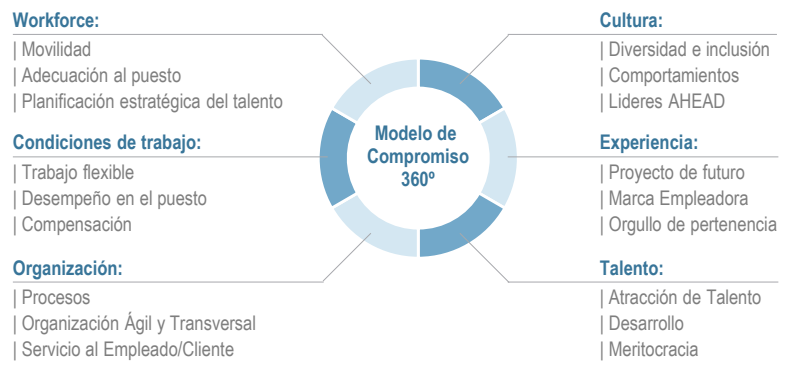 Workforce:
| Movilidad
| Adecuación al puesto
| Planificación estratégica del talento
Condiciones de trabajo:
| Trabajo flexible
| Desempeño en el puesto
| Compensación
Organización:
| Procesos
| Organización Ágil y Transversal
| Servicio al Empleado/Cliente
Modelo de
Compromiso
360º
Cultura:
| Diversidad e inclusión
| Comportamientos
| Lideres AHEAD
Experiencia:
| Proyecto de futuro
| Marca Empleadora
| Orgullo de pertenencia
Talento:
| Atracción de Talento
| Desarrollo
| Meritocracia